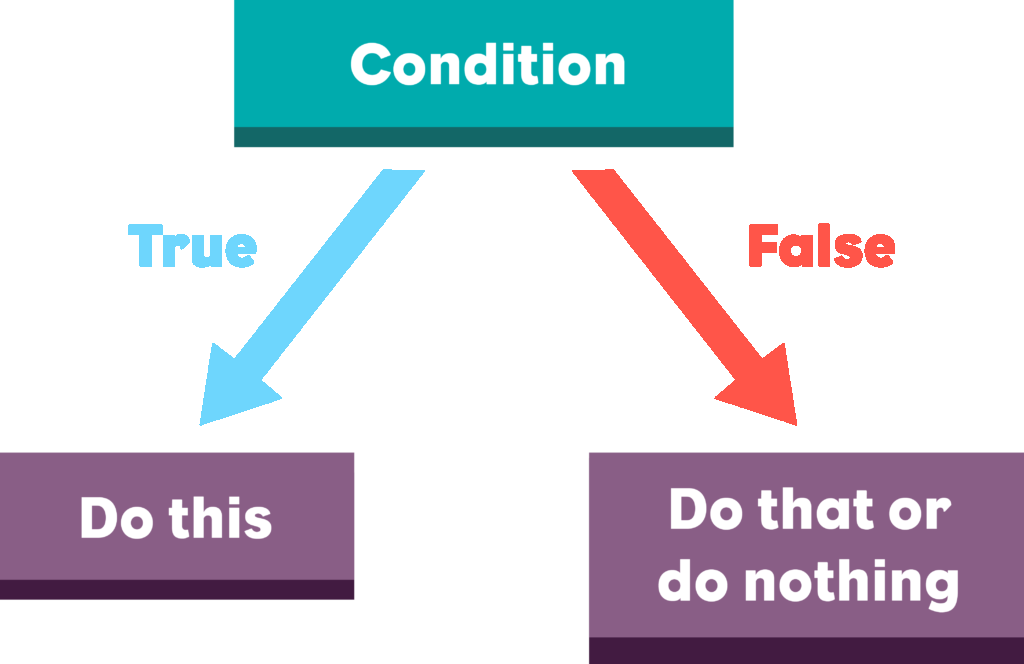 Condition
True
False
Do this
Do that or
do nothing